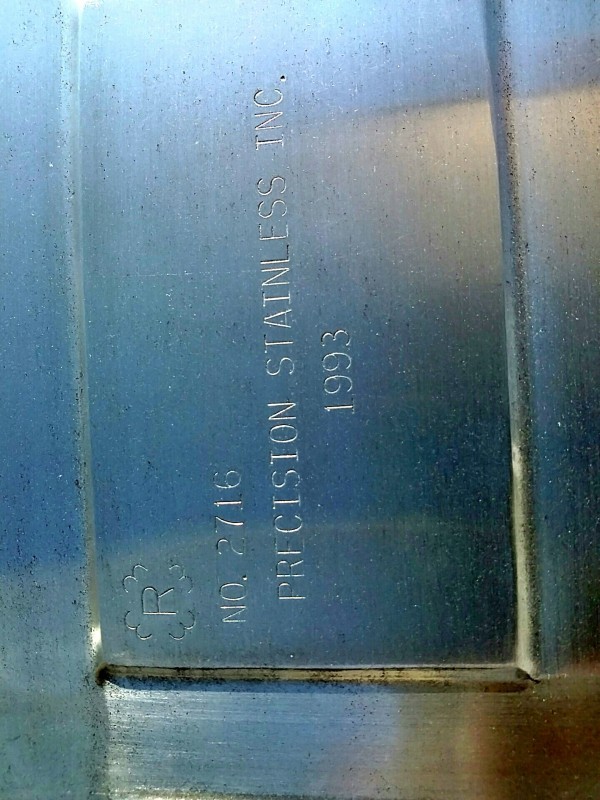 R
NO. 2716
PRECISION STAINLESS INC.
1993